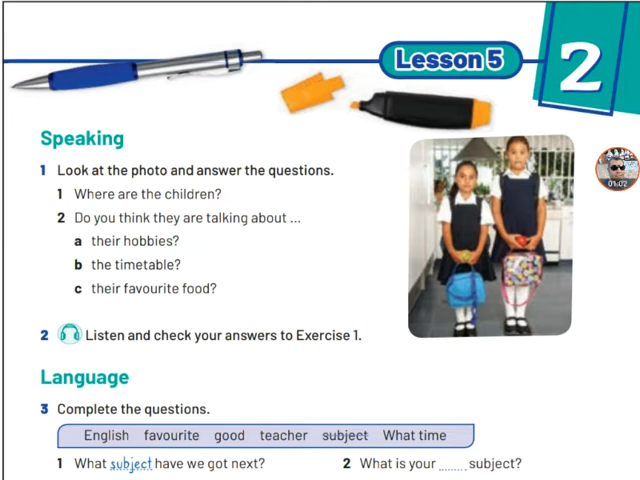 Lesson 5
2
Speaking
1 Look at the photo and answer the questions.
1 Where are the children?
2 Do you think they are talking about ...
a their hobbies?
b the timetable?
c their favourite food?
01:02
2 Listen and check your answers to Exercise 1.
Language
3 Complete the questions.
English favourite good teacher subject What time
1 What subject have we got next?
2 What is your ........ subject?